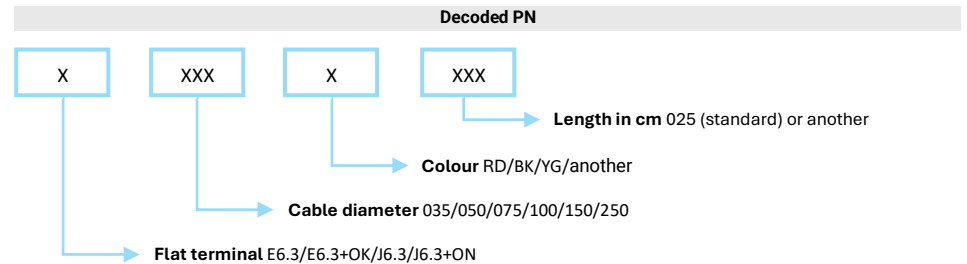 Decoded PN
X XXX X XXX
Length in cm 025 (standard) or another
Colour RD/BK/YG/another
Cable diameter 035/050/075/100/150/250
Flat terminal E6.3/E6.3+OK/J6.3/J6.3+ON